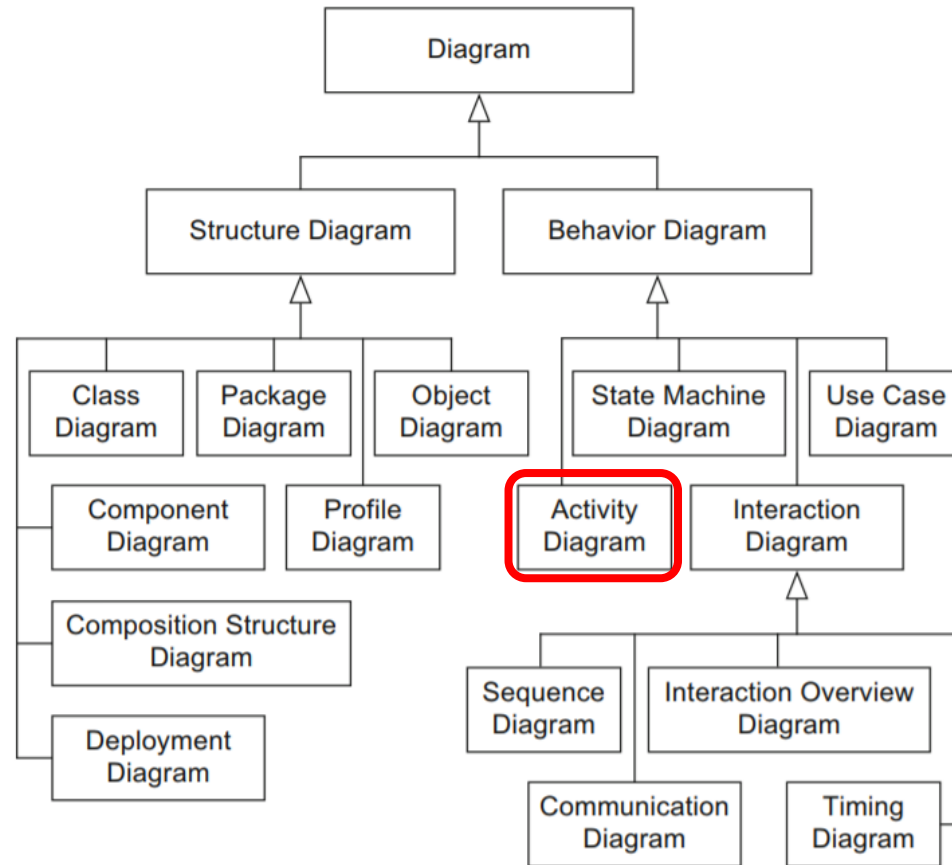 Diagram
Structure Diagram
Behavior Diagram
Class
Diagram
Package
Diagram
Object
Diagram
State Machine
Diagram
Use Case
Diagram
Component
Diagram
Profile
Diagram
Activity
Diagram
Interaction
Diagram
Composition Structure
Diagram
Sequence
Diagram
Interaction Overview
Diagram
Deployment
Diagram
Communication
Diagram
Timing
Diagram